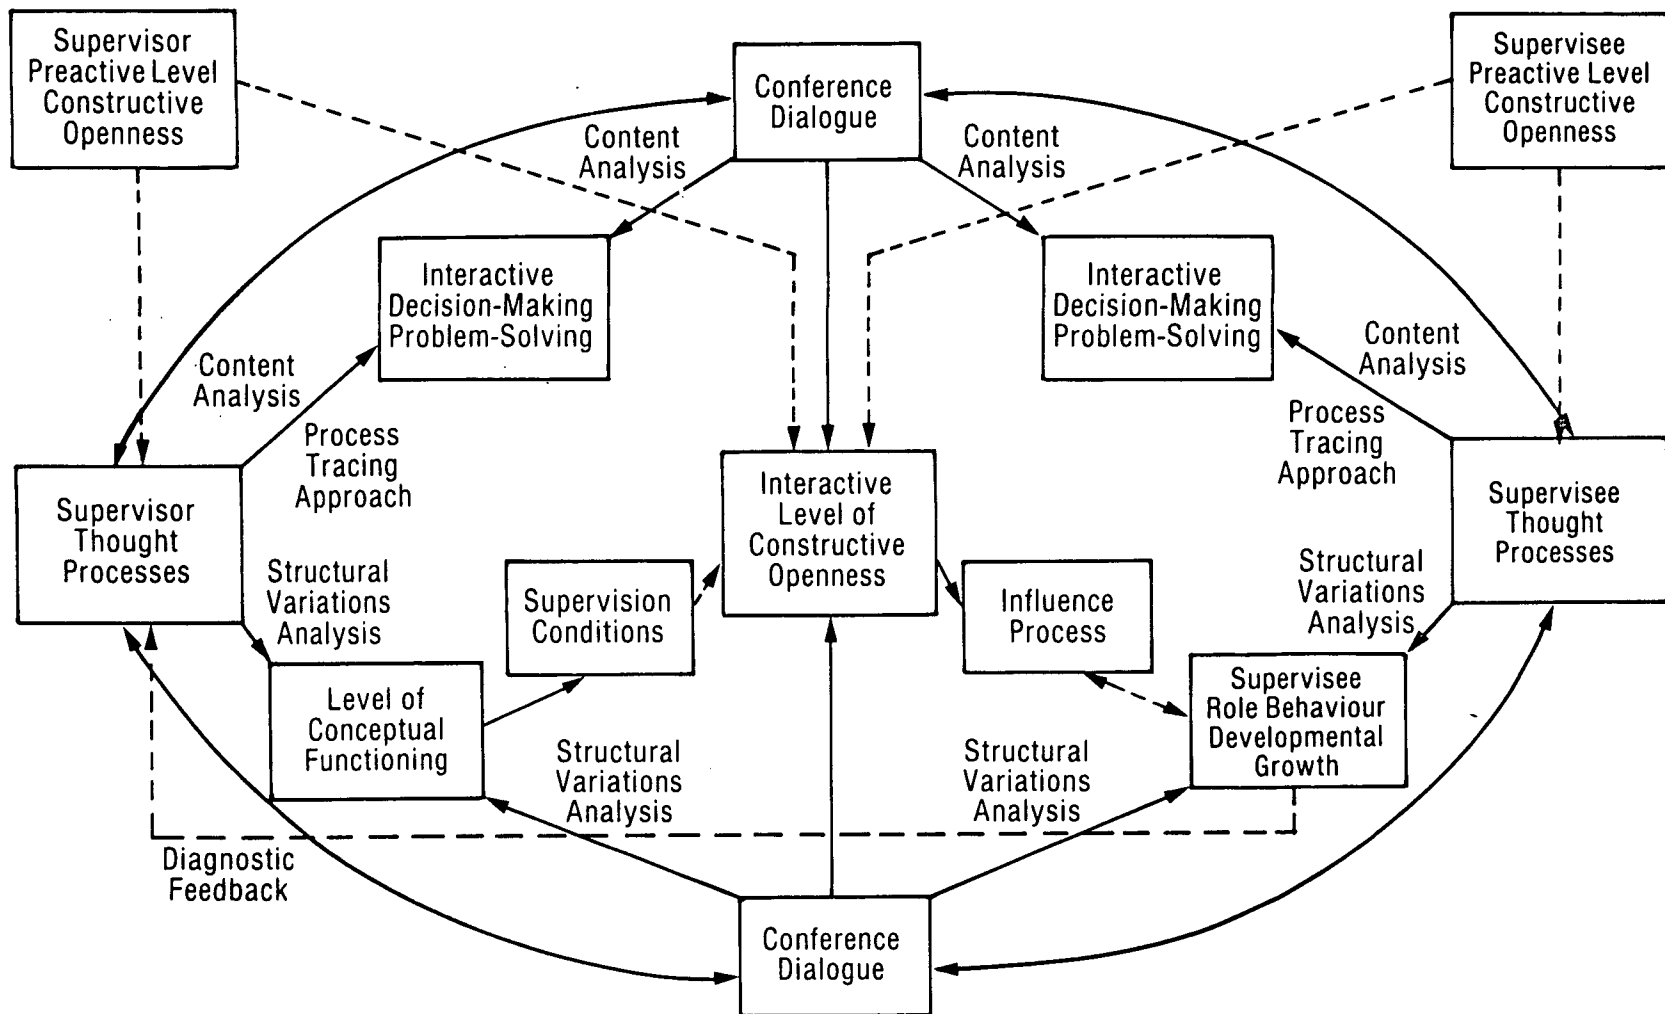 Supervisor
Preactive Level
Constructive
Openness
Conference
Dialogue
Supervisee
Preactive Level
Constructive
Openness
Content
Analysis
Content
Analysis
Interactive
Decision-Making
Problem-Solving
Interactive
Decision-Making
Problem-Solving
Content
Analysis
Content
Analysis
Process
Tracing
Approach
Process
Tracing
Approach
Supervisor
Thought
Processes
Interactive
Level of
Constructive
Openness
Supervisee
Thought
Processes
Structural
Variations
Analysis
Supervision
Conditions
Influence
Process
Structural
Variations
Analysis
Level of
Conceptual
Functioning
Supervisee
Role Behaviour
Developmental
Growth
Structural
Variations
Analysis
Structural
Variations
Analysis
Diagnostic
Feedback
Conference
Dialogue